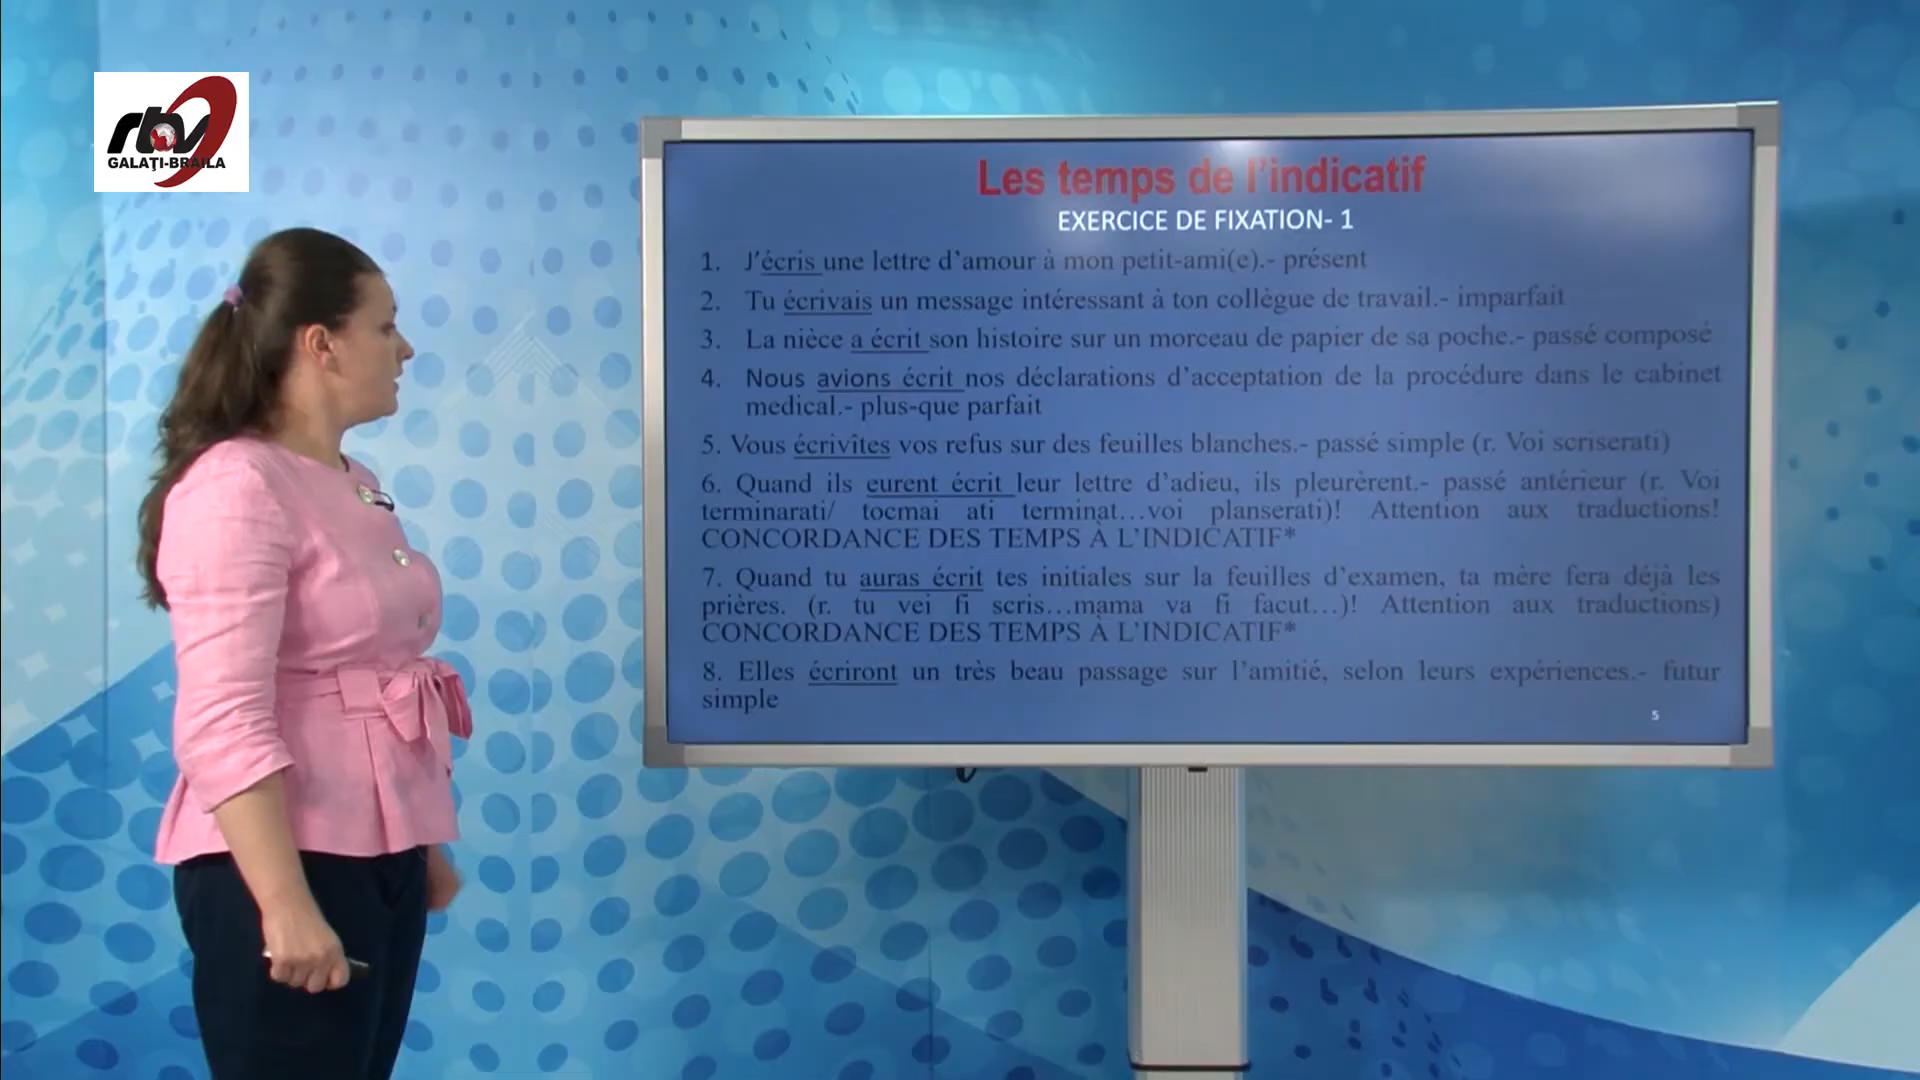 rtv
GALAŢI-BRĂILA
Les temps de l'indicatif
EXERCICE DE FIXATION- 1
1. J'écris une lettre d'amour à mon petit-ami(e).- présent
2. Tu écrivais un message intéressant à ton collègue de travail.- imparfait
3. La nièce a écrit son histoire sur un morceau de papier de sa poche.- passé composé
4. Nous avions écrit nos déclarations d'acceptation de la procédure dans le cabinet
medical.- plus-que parfait
5. Vous écrivîtes vos refus sur des feuilles blanches.- passé simple (r. Voi scriserati)
6. Quand ils eurent écrit leur lettre d'adieu, ils pleurèrent.- passé antérieur (r. Voi
terminarati/ tocmai ati terminat…voi planserati)! Attention aux traductions!
CONCORDANCE DES TEMPS À L'INDICATIF*
7. Quand tu auras écrit tes initiales sur la feuilles d'examen, ta mère fera déjà les
prières. (r. tu vei fi scris…mama va fi facut…)! Attention aux traductions)
CONCORDANCE DES TEMPS À L'INDICATIF*
8. Elles écriront un très beau passage sur l'amitié, selon leurs expériences.- futur
simple
5